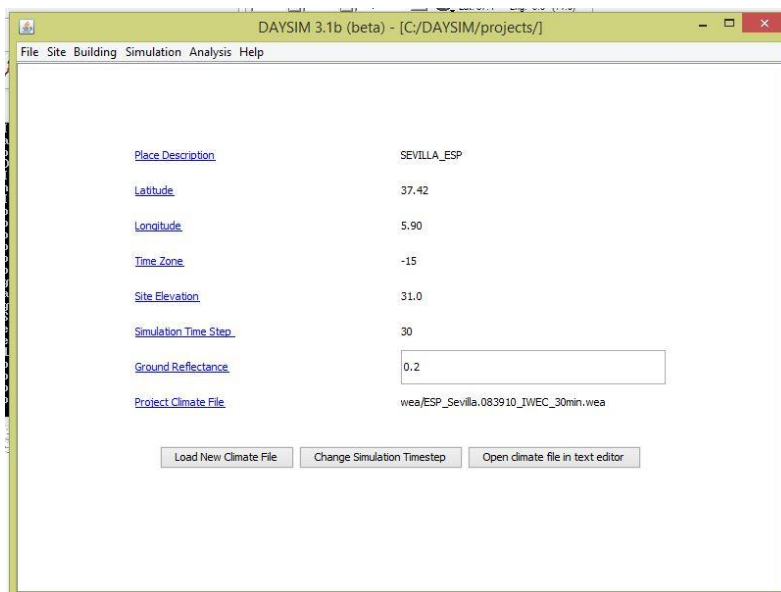 DAYSIM 3.1b (beta) - [C:/DAYSIM/projects/]
File Site Building Simulation Analysis Help
Place Description SEVILLA_ESP
Latitude 37.42
Longitude 5.90
Time Zone -15
Site Elevation 31.0
Simulation Time Step 30
Ground Reflectance 0.2
Project Climate File wea/ESP_Sevilla.083910_IWEC_30min.wea
Load New Climate File Change Simulation Timestep Open climate file in text editor